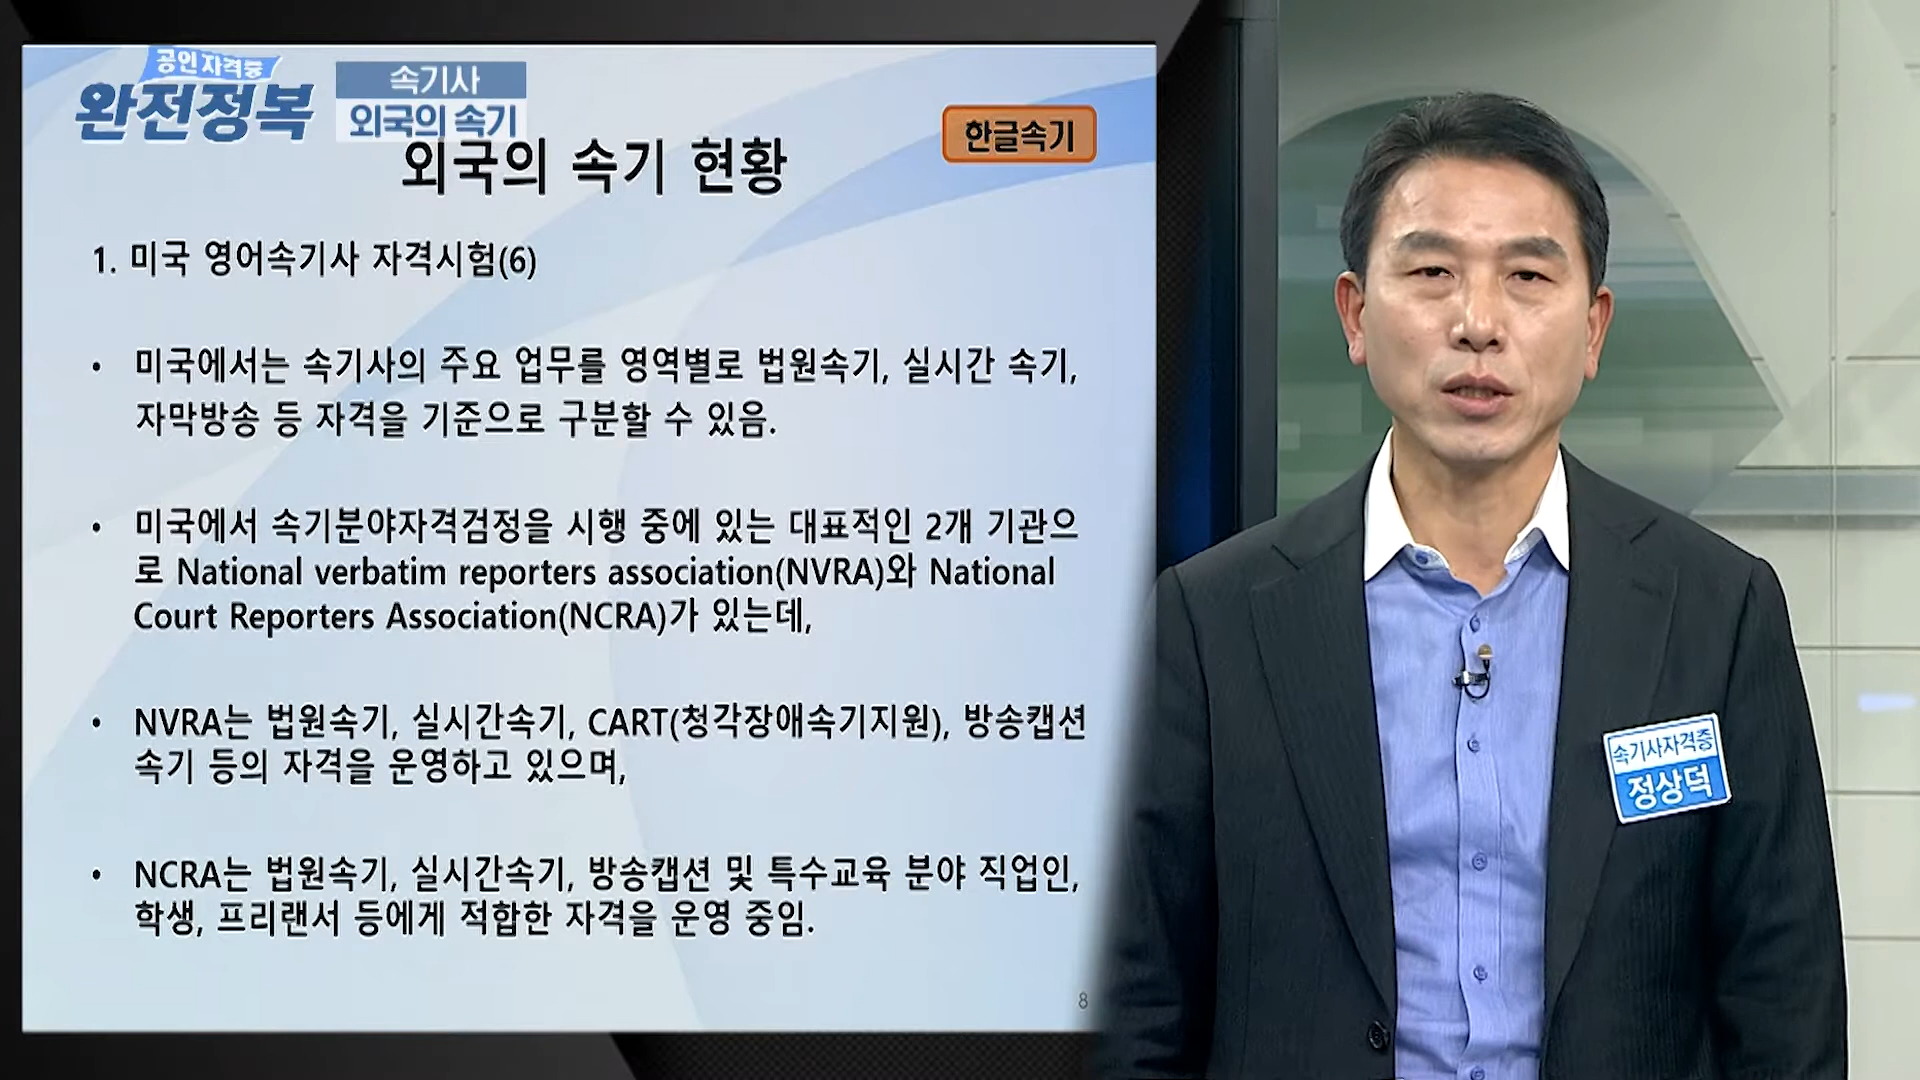 공인자격증
완전정복
속기사
외국의 속기
한글속기
외국의 속기 현황
1. 미국 영어속기사 자격시험(6)
• 미국에서는 속기사의 주요 업무를 영역별로 법원속기, 실시간 속기,
자막방송 등 자격을 기준으로 구분할 수 있음.
• 미국에서 속기분야자격검정을 시행 중에 있는 대표적인 2개 기관으
로 National verbatim reporters association(NVRA)와 National
Court Reporters Association(NCRA)가 있는데,
• NVRA는 법원속기, 실시간속기, CART(청각장애속기지원), 방송캡션
속기 등의 자격을 운영하고 있으며,
• NCRA는 법원속기, 실시간속기, 방송캡션 및 특수교육 분야 직업인,
학생, 프리랜서 등에게 적합한 자격을 운영 중임.
8
속기사자격증
정상덕